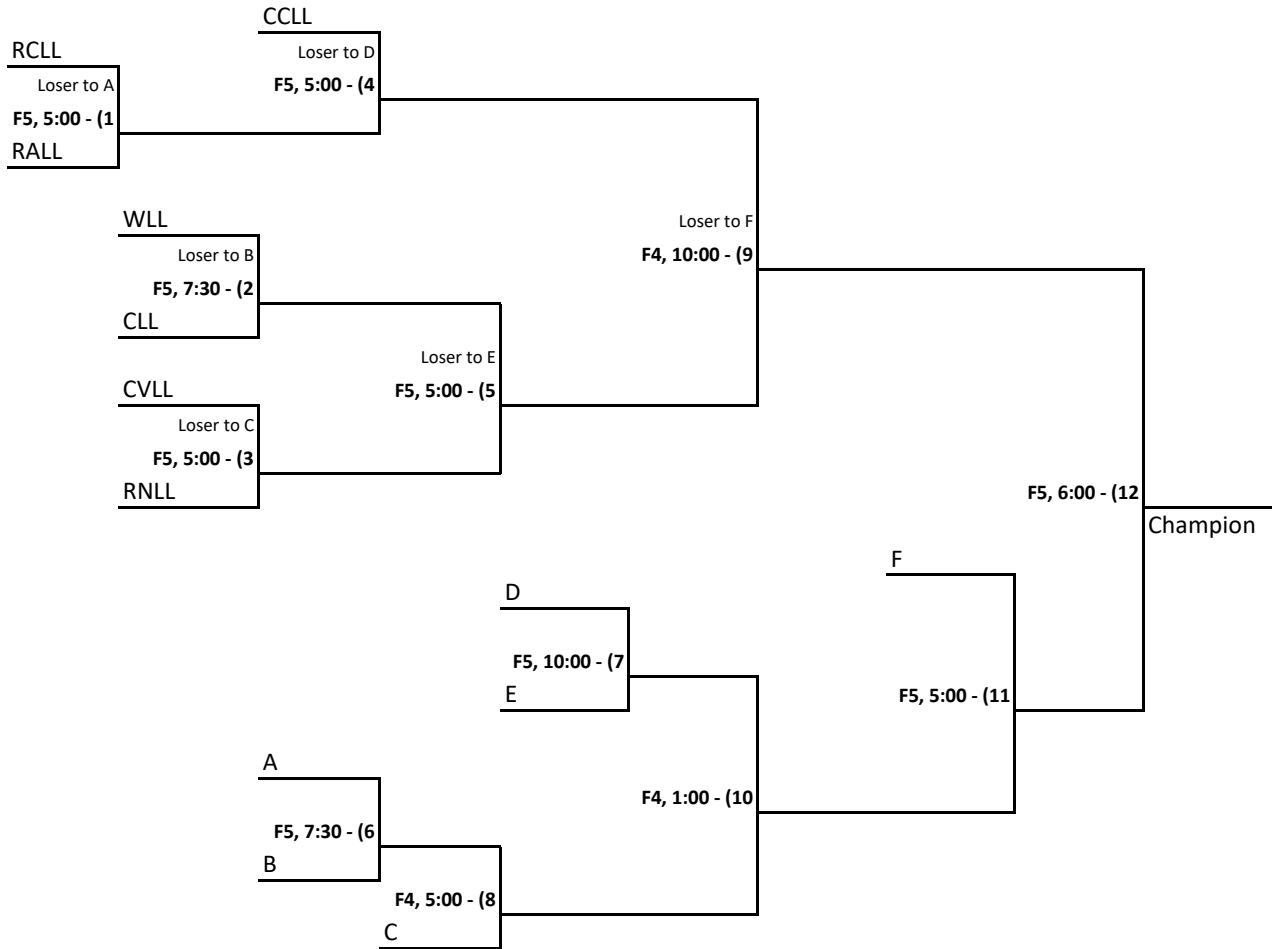 CCLL
RCLL
Loser to D
Loser to A
F5, 5:00 - (4
F5, 5:00 - (1
RALL
WLL
Loser to F
Loser to B
F4, 10:00 - (9
F5, 7:30 - (2
CLL
Loser to E
CVLL
F5, 5:00 - (5
Loser to C
F5, 5:00 - (3
RNLL
F5, 6:00 - (12
Champion
F
D
F5, 10:00 - (7
E
F5, 5:00 - (11
A
F4, 1:00 - (10
F5, 7:30 - (6
B
F4, 5:00 - (8
C